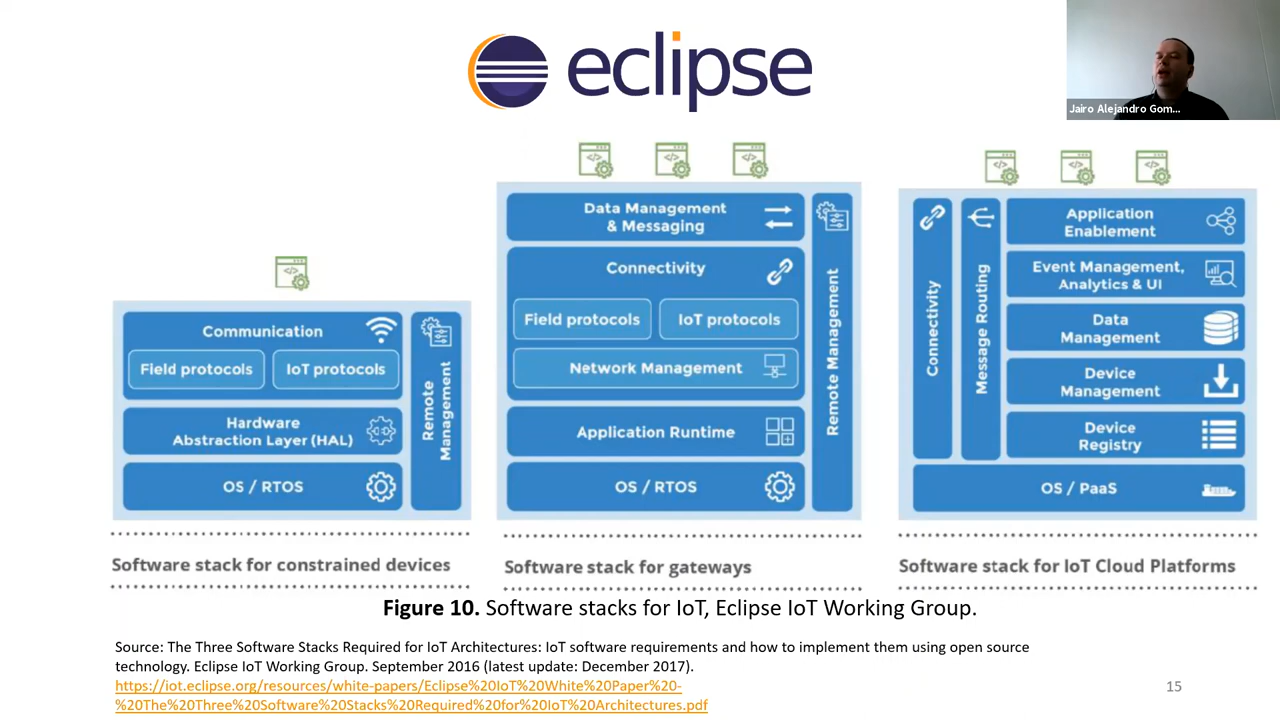 eclipse
Jairo Alejandro Gom...
Communication
Field protocols
IoT protocols
Hardware
Abstraction Layer (HAL)
OS / RTOS
Remote
Management
Software stack for constrained devices
Data Management
& Messaging
Connectivity
Field protocols
IoT protocols
Network Management
Application Runtime
OS / RTOS
Remote Management
Software stack for gateways
Connectivity
Message Routing
Application
Enablement
Event Management,
Analytics & UI
Data
Management
Device
Management
Device
Registry
OS / PaaS
Software stack for IoT Cloud Platforms
Figure 10. Software stacks for IoT, Eclipse IoT Working Group.
Source: The Three Software Stacks Required for IoT Architectures: IoT software requirements and how to implement them using open source
technology. Eclipse IoT Working Group. September 2016 (latest update: December 2017).
https://iot.eclipse.org/resources/white-papers/Eclipse%20IoT%20White%20Paper%20-
%20The%20Three%20Software%20Stacks%20Required%20for%20IoT%20Architectures.pdf
15